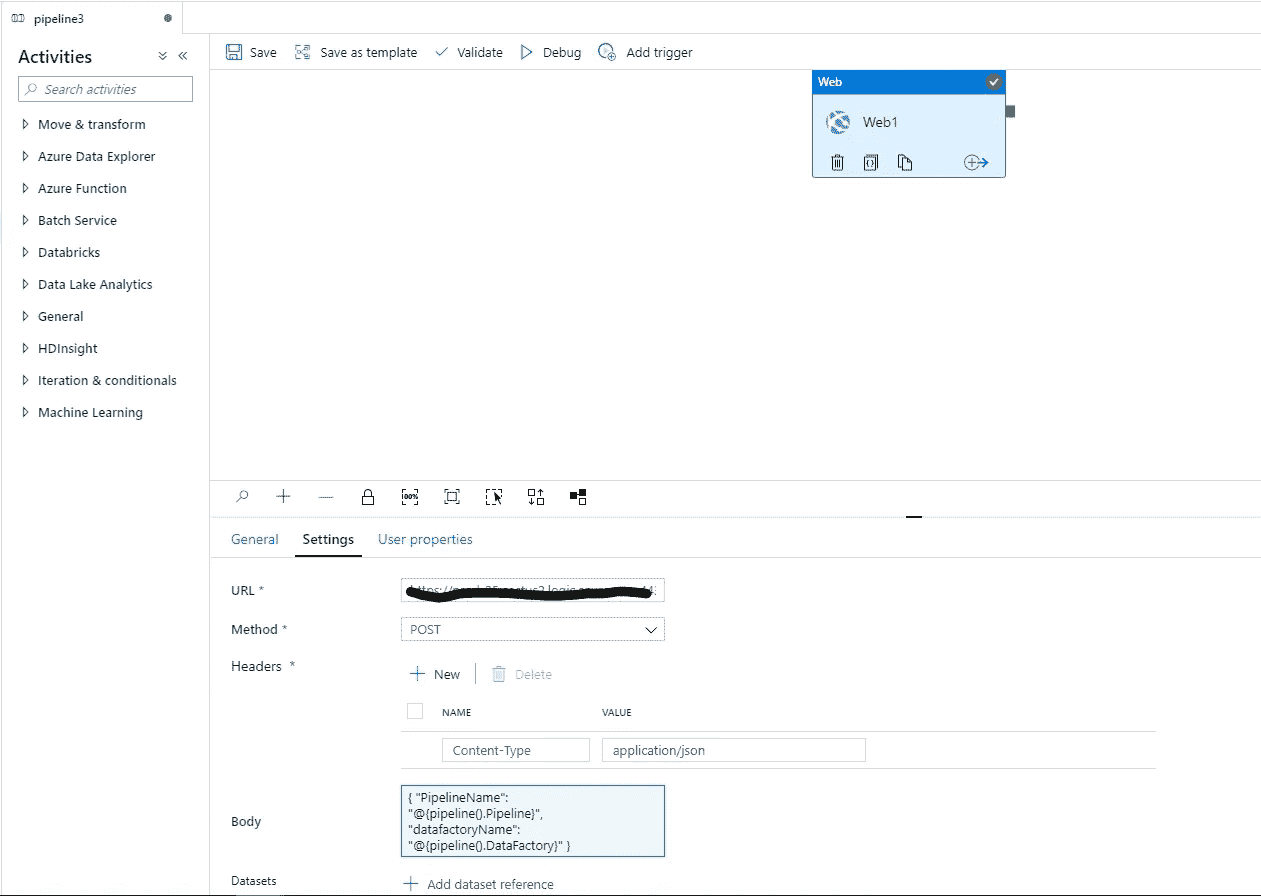 pipeline3
Activities
Search activities
Move & transform
Azure Data Explorer
Azure Function
Batch Service
Databricks
Data Lake Analytics
General
HDInsight
Iteration & conditionals
Machine Learning
Save
Save as template
Validate
Debug
Add trigger
Web
Web1
{}
100%
General
Settings
User properties
URL *
Method *
POST
Headers *
New
Delete
NAME
VALUE
Content-Type
application/json
Body
{ "PipelineName":
"@{pipeline().Pipeline}",
"datafactoryName":
"@{pipeline().DataFactory}" }
Datasets
Add dataset reference